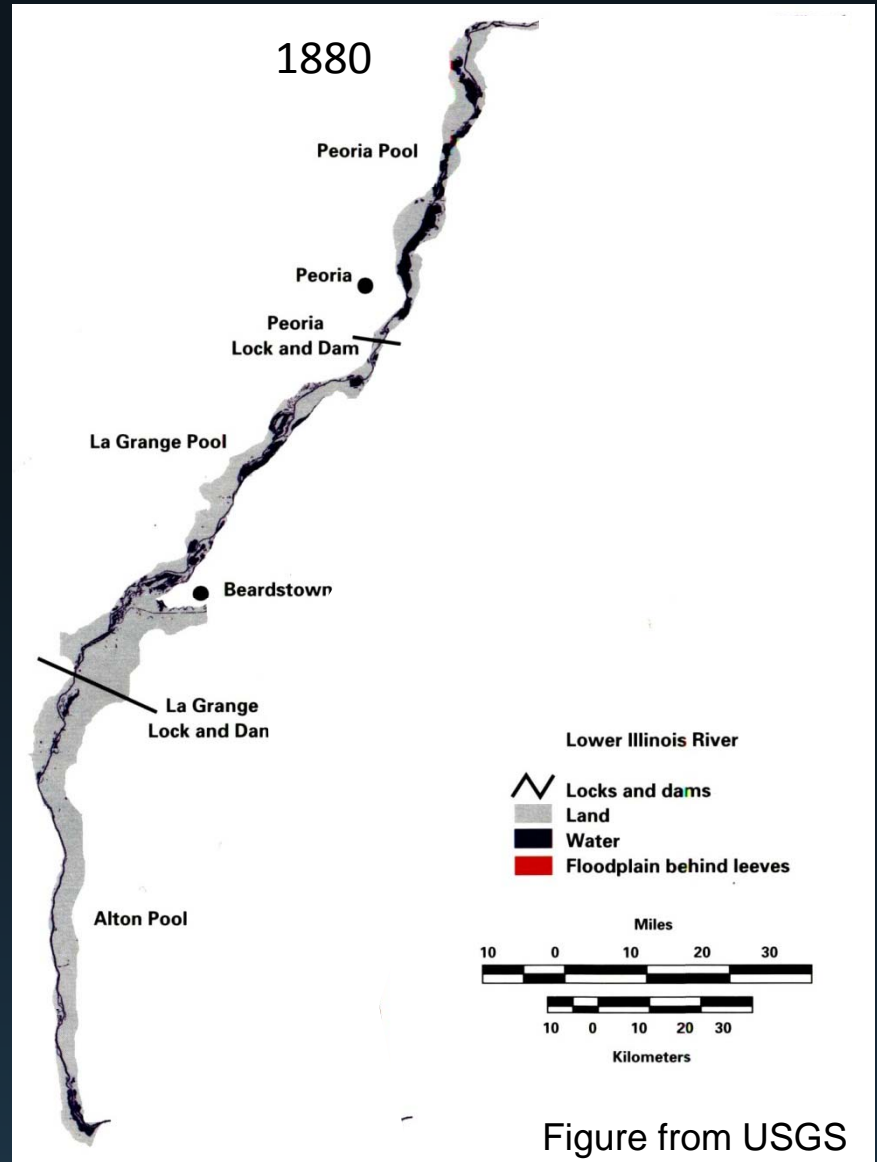 1880
Peoria Pool
Peoria
Peoria
Lock and Dam
La Grange Pool
Beardstown
La Grange
Lock and Dan
Alton Pool
Lower Illinois River
Locks and dams
Land
Water
Floodplain behind leeves
Miles
10 0 10 20 30
10 0 10 20 30
Kilometers
Figure from USGS